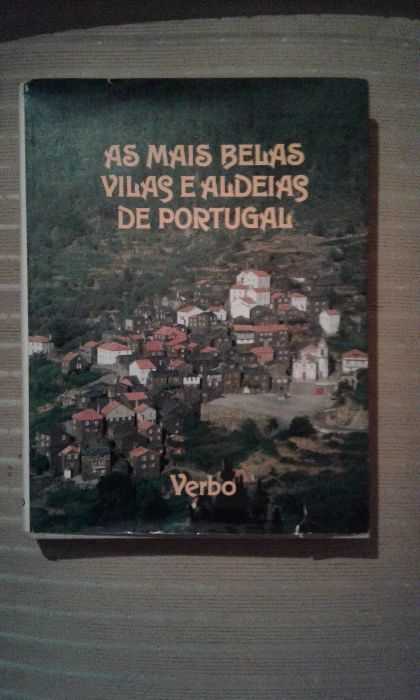 AS MAIS BELAS
VILAS E ALDEIAS
DE PORTUGAL
Verbo